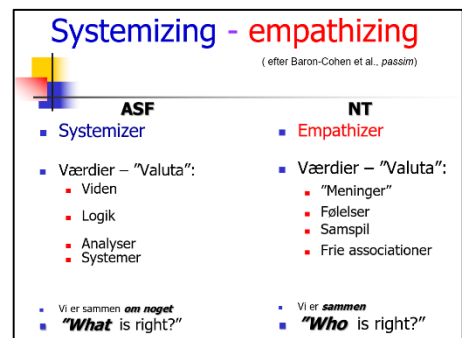 Systemizing - empathizing
( efter Baron-Cohen et al., passim)
ASF
Systemizer
Værdier – ”Valuta”:
Viden
Logik
Analyser
Systemer
Vi er sammen om noget
”What is right?”
NT
Empathizer
Værdier – ”Valuta”:
”Meninger”
Følelser
Samspil
Frie associationer
Vi er sammen
”Who is right?”